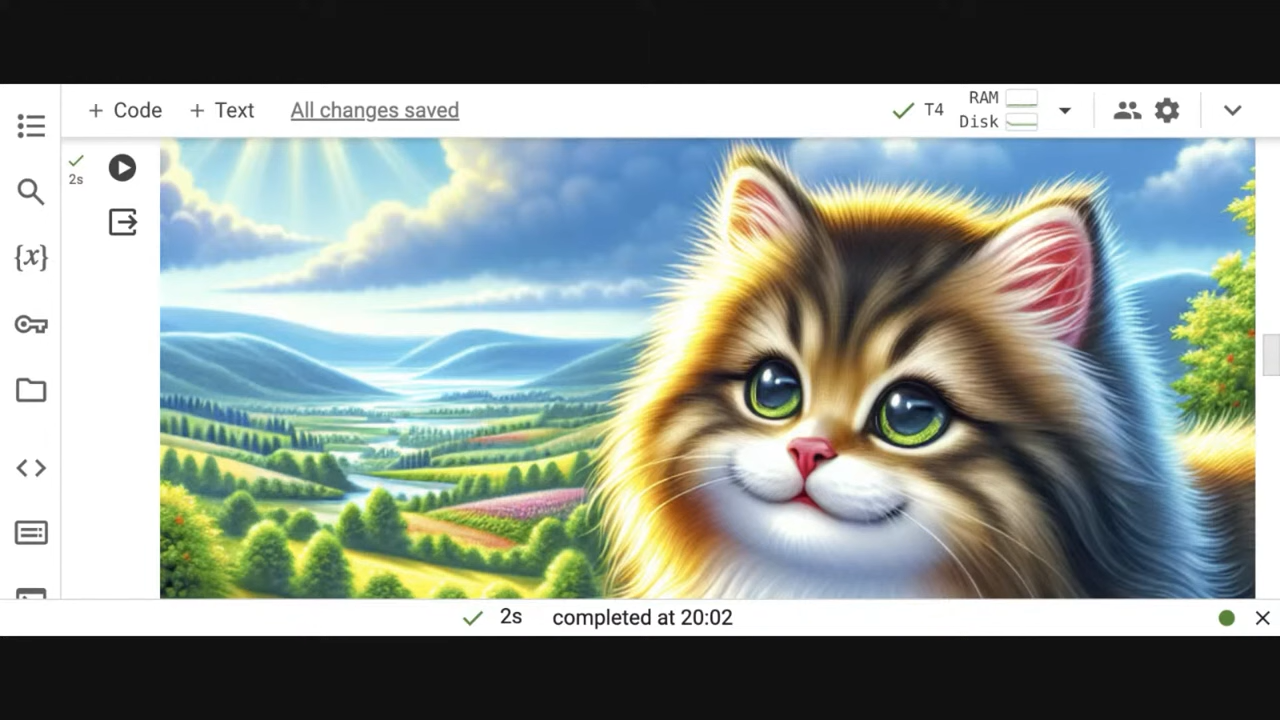 + Code + Text All changes saved
T4
RAM
Disk
2s
{x}
2s completed at 20:02